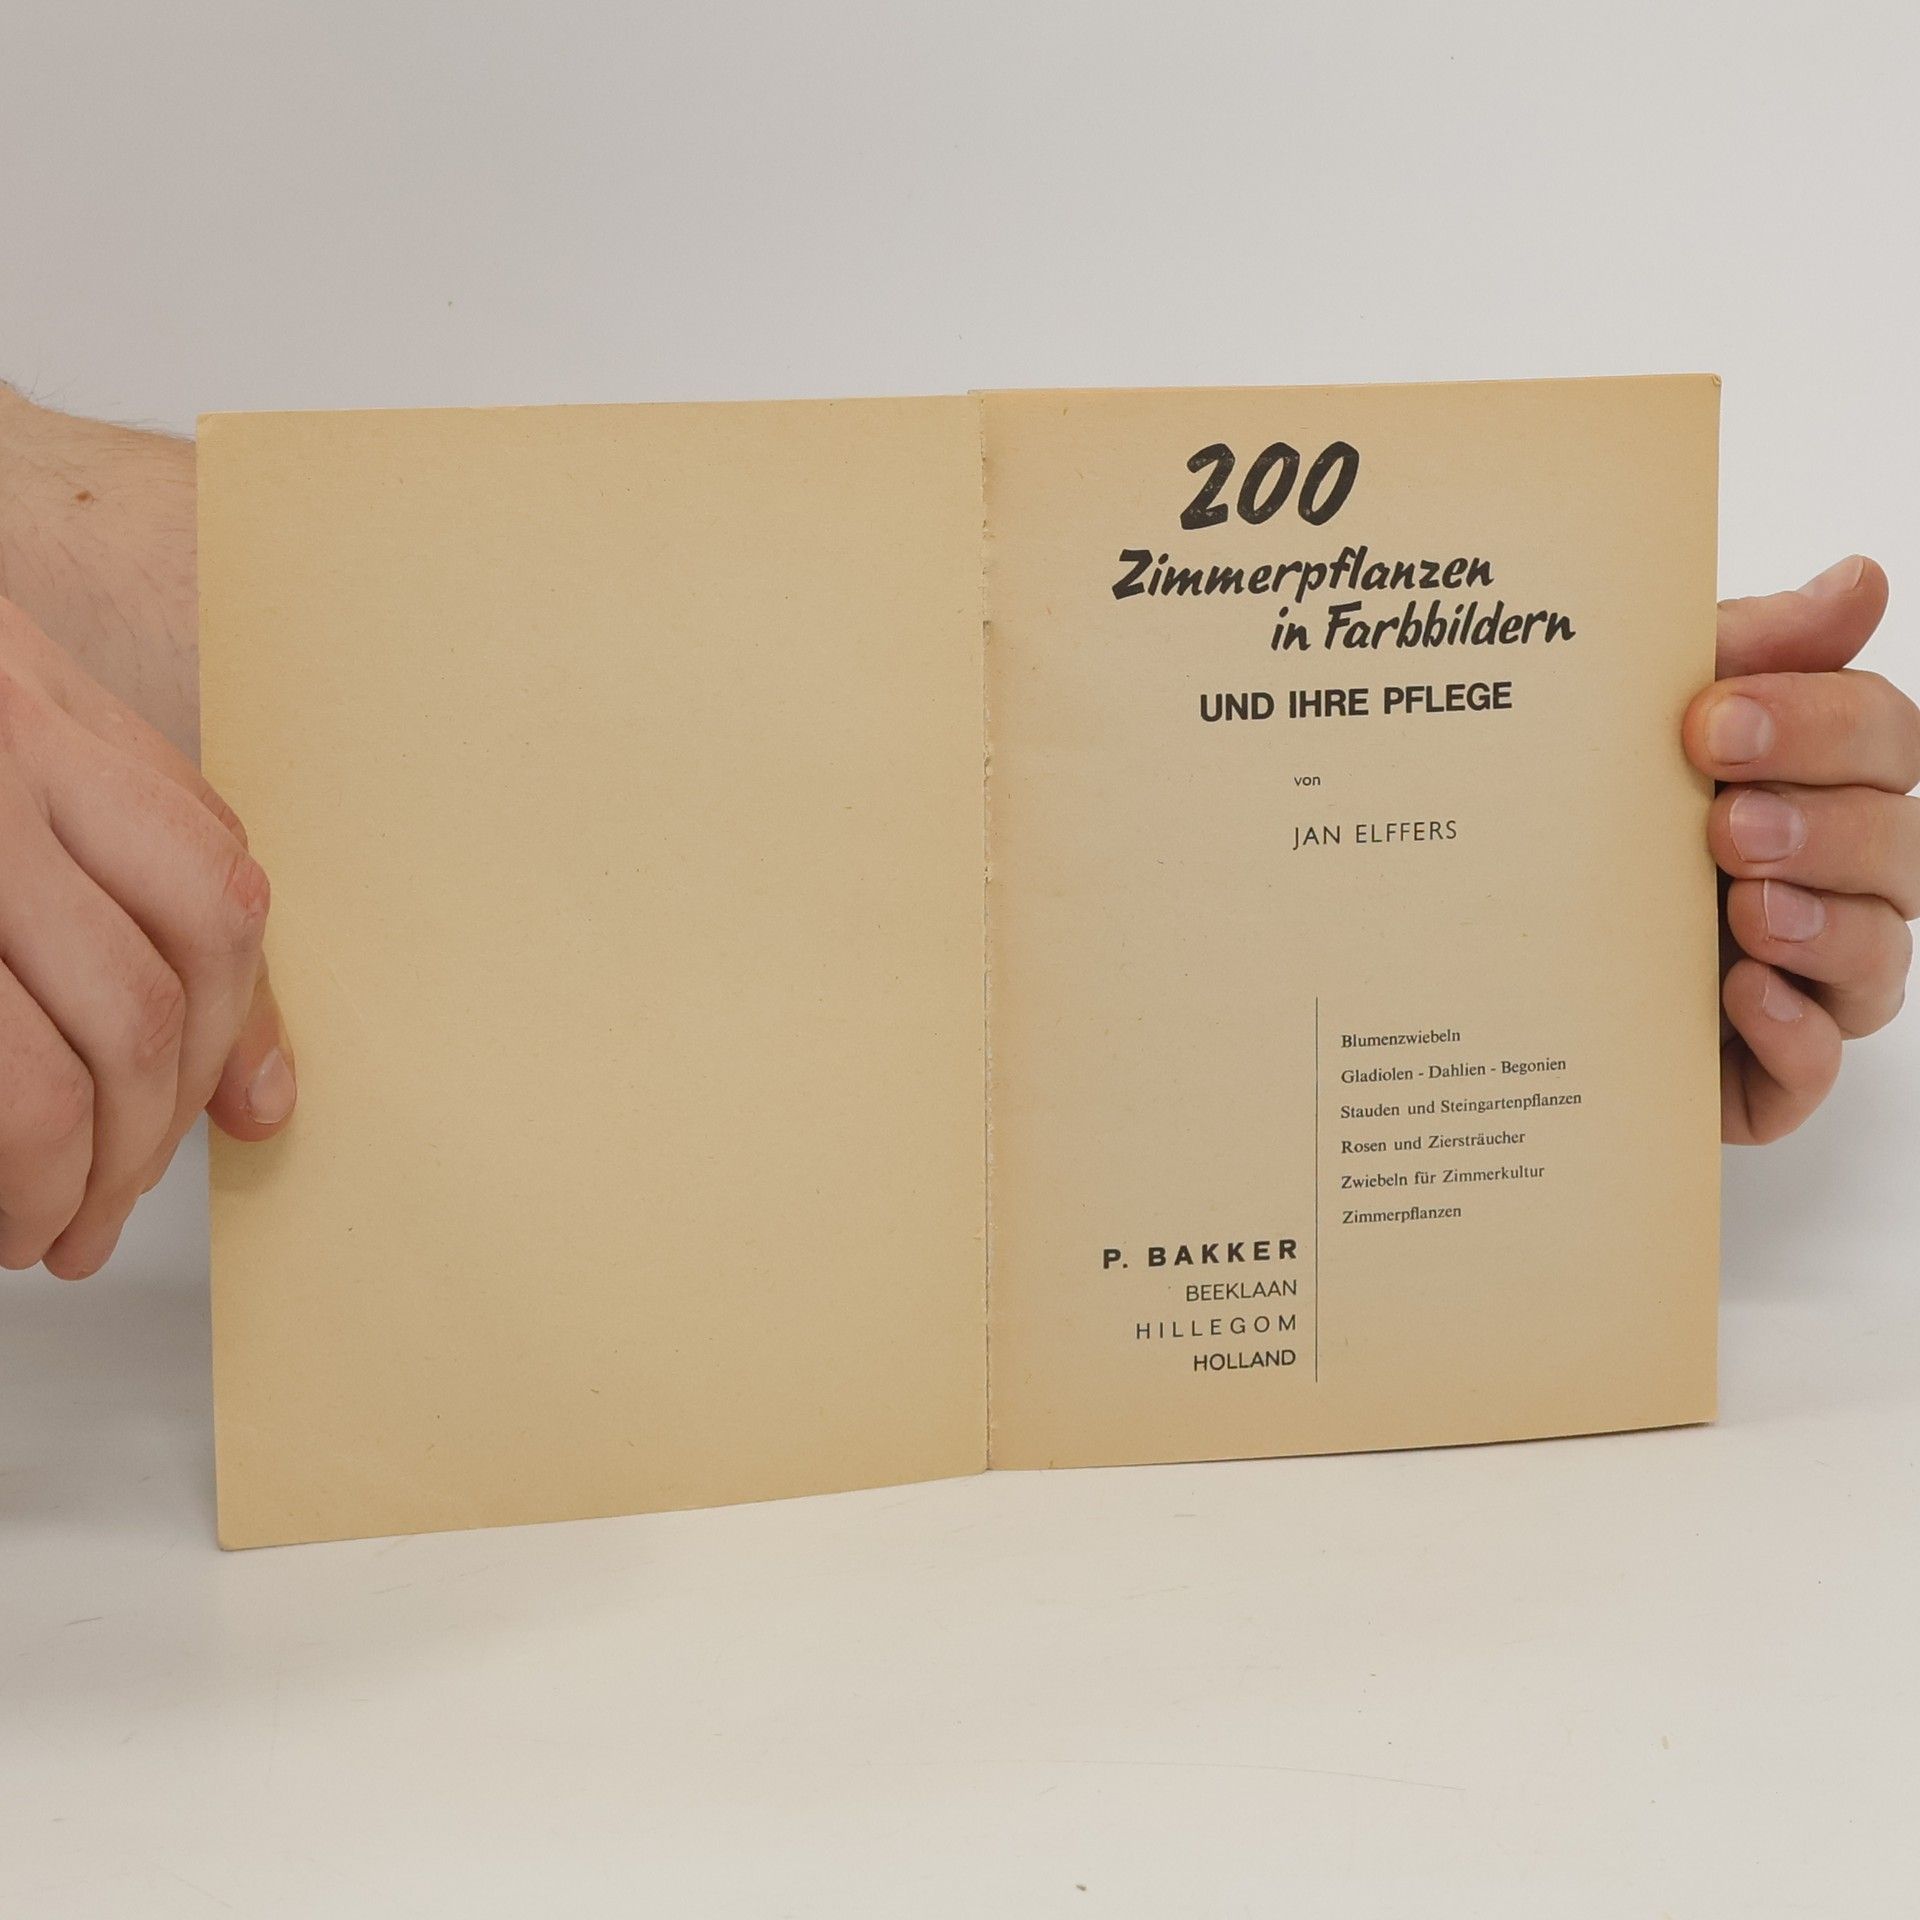 200
Zimmerpflanzen
in Farbbildern
UND IHRE PFLEGE
von
JAN ELFFERS
Blumenzwiebeln
Gladiolen - Dahlien - Begonien
Stauden und Steingartenpflanzen
Rosen und Ziersträucher
Zwiebeln für Zimmerkultur
Zimmerpflanzen
P. BAKKER
BEEKLAAN
HILLEGOM
HOLLAND